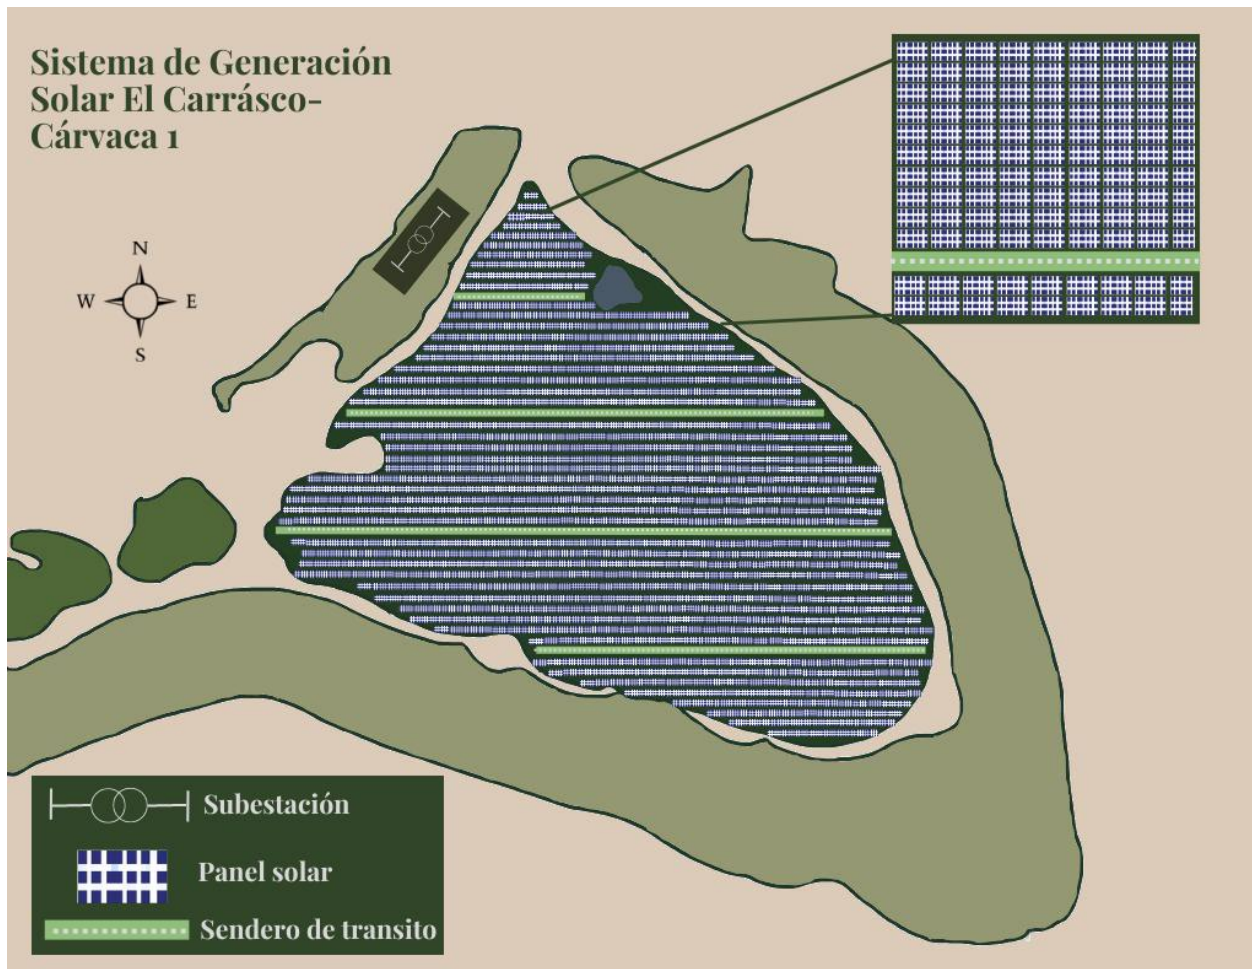 Sistema de Generación
Solar El Carrásco-
Cárvaca 1
N
W
E
S
Subestación
Panel solar
Sendero de transito